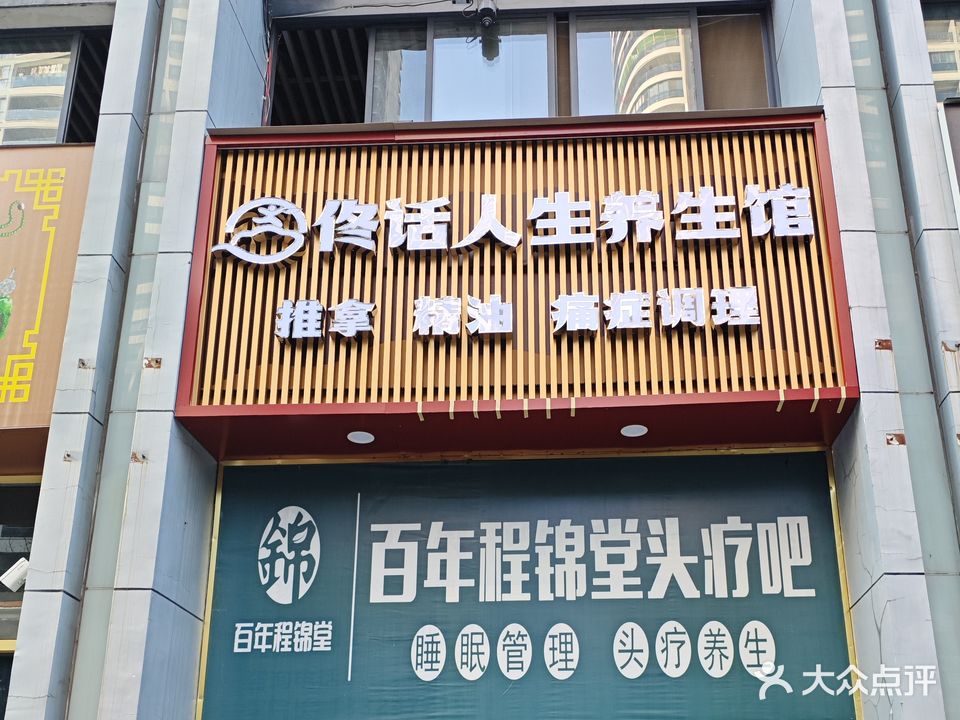 佟话人生养生馆
推拿 精油 痛症调理
锦
百年程锦堂
百年程锦堂头疗吧
睡眠管理 头疗养生
大众点评